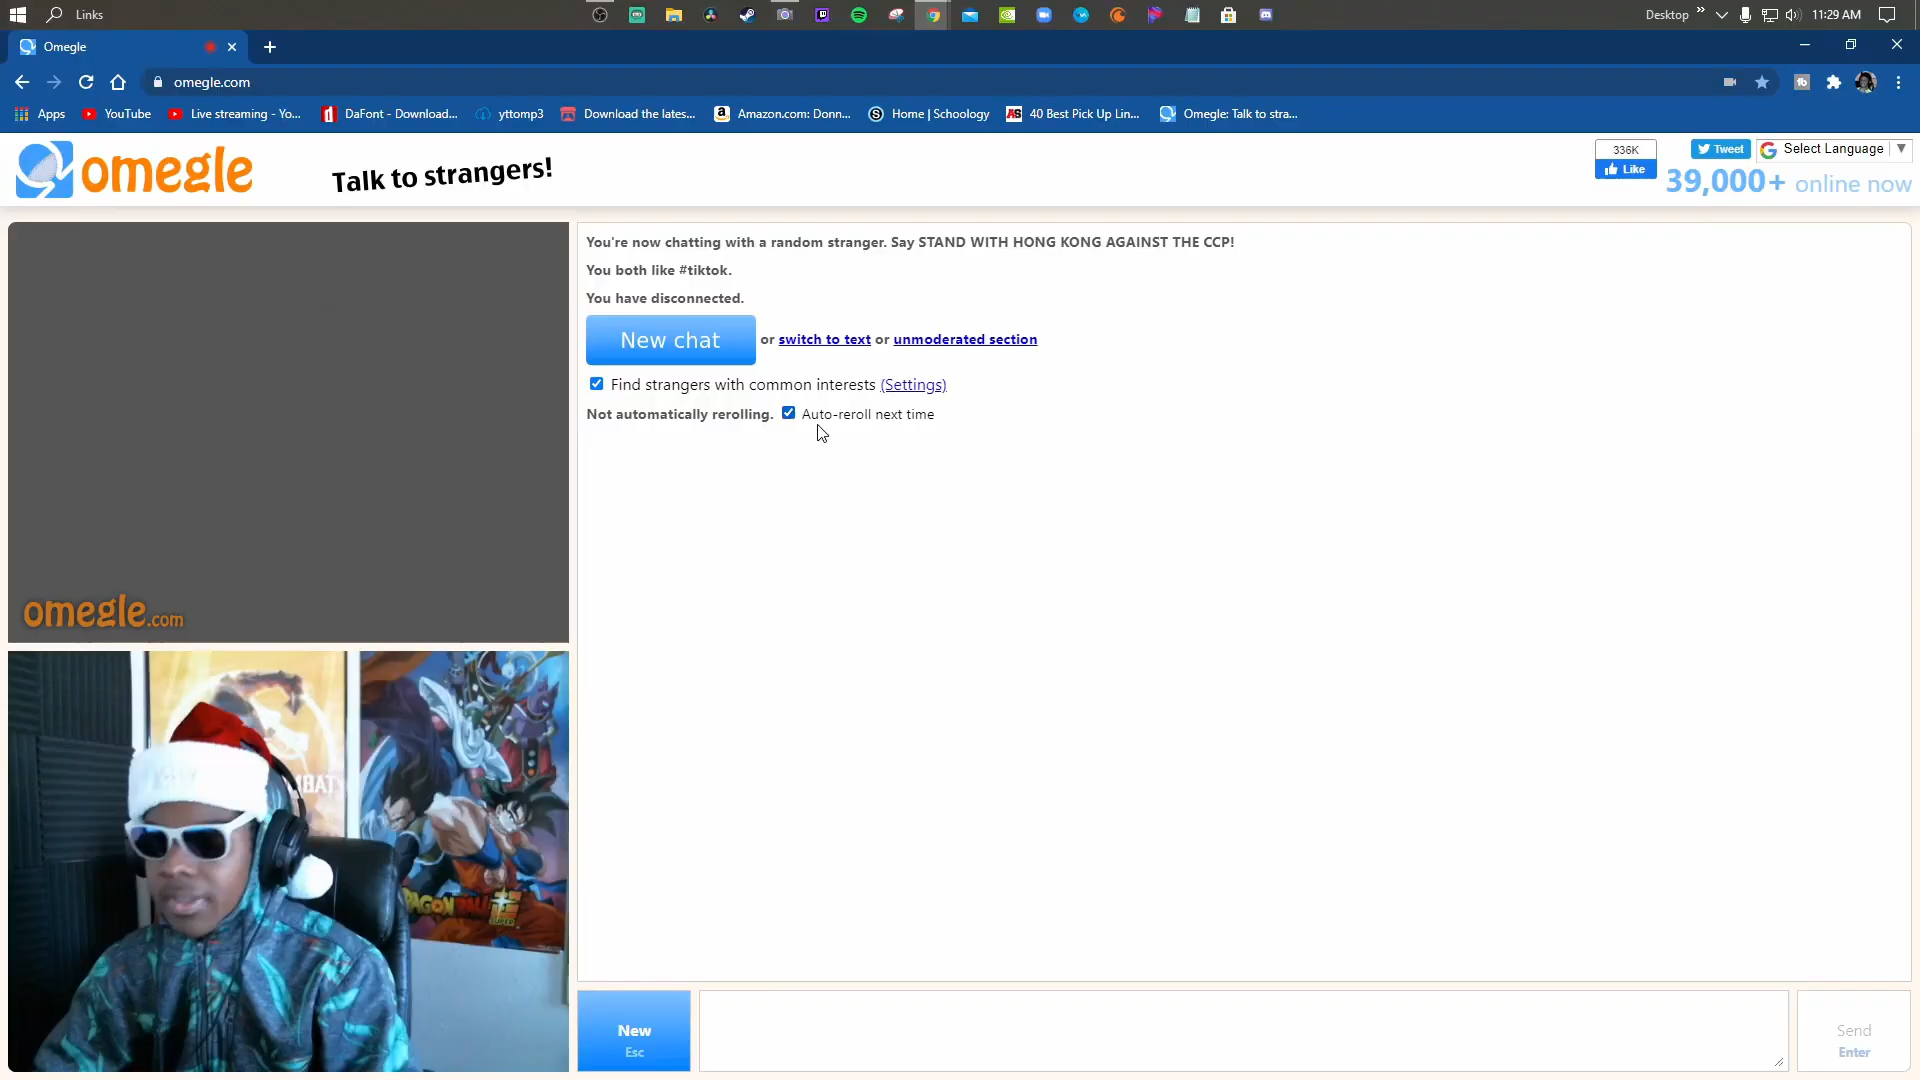 Links
Desktop
11:29 AM
Omegle
omegle.com
Apps
YouTube
Live streaming - Yo...
DaFont - Download...
yttomp3
Download the lates...
Amazon.com: Donn...
Home | Schoology
40 Best Pick Up Lin...
Omegle: Talk to stra...
omegle
Talk to strangers!
336K
Like
Tweet
Select Language
39,000+ online now
You're now chatting with a random stranger. Say STAND WITH HONG KONG AGAINST THE CCP!
You both like #tiktok.
You have disconnected.
New chat or switch to text or unmoderated section
Find strangers with common interests (Settings)
Not automatically rerolling. Auto-reroll next time
omegle.com
DRAGONBALL
SUPER
New
Esc
Send
Enter